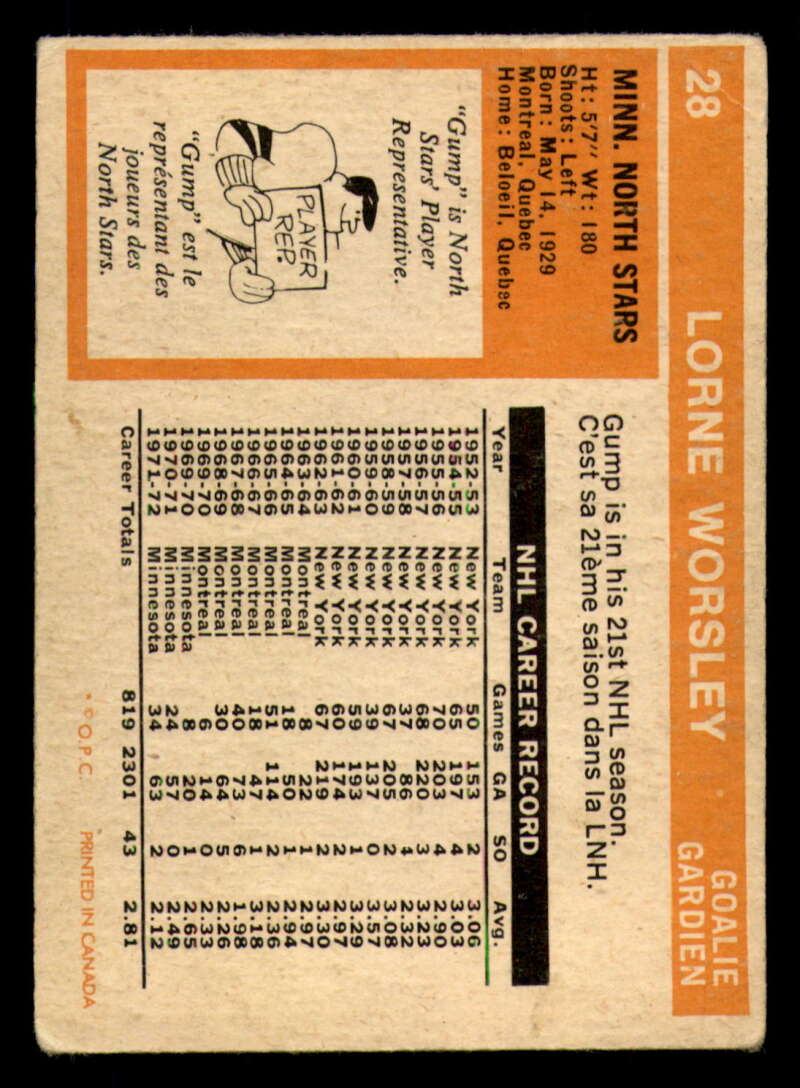 28 LORNE WORSLEY GOALIE GARDIEN
MINN. NORTH STARS
Ht: 5'7" Wt: 180
Shoots: Left
Born: May 14, 1929
Montreal, Quebec
Home: Beloeil, Quebec
"Gump" is North
Stars' Player
Representative.
PLAYER
REP.
"Gump" est le
représentant des
joueurs des
North Stars.
Gump is in his 21st NHL season.
C'est sa 21ème saison dans la LNH.
NHL CAREER RECORD
Year Team Games GA SO Avg.
1952-53 New York 50 153 2 3.06
1954-55 New York 65 197 4 3.03
1955-56 New York 70 203 4 2.90
1956-57 New York 68 220 3 3.23
1957-58 New York 37 86 4 2.32
1958-59 New York 67 205 2 3.08
1959-60 New York 39 137 0 3.57
1960-61 New York 59 193 1 3.29
1961-62 New York 60 174 2 2.97
1962-63 New York 67 219 2 3.30
1963-64 Montreal 8 22 1 2.97
1964-65 Montreal 18 50 1 2.94
1965-66 Montreal 51 114 2 2.36
1966-67 Montreal 18 47 1 3.18
1967-68 Montreal 40 73 6 1.98
1968-69 Montreal 30 64 5 2.26
1969-70 Montreal 6 14 0 2.33
1969-70 Minnesota 8 20 1 2.65
1970-71 Minnesota 24 57 0 2.49
1971-72 Minnesota 34 63 2 2.12
Career Totals 819 2301 43 2.81
* © O.P.C. PRINTED IN CANADA